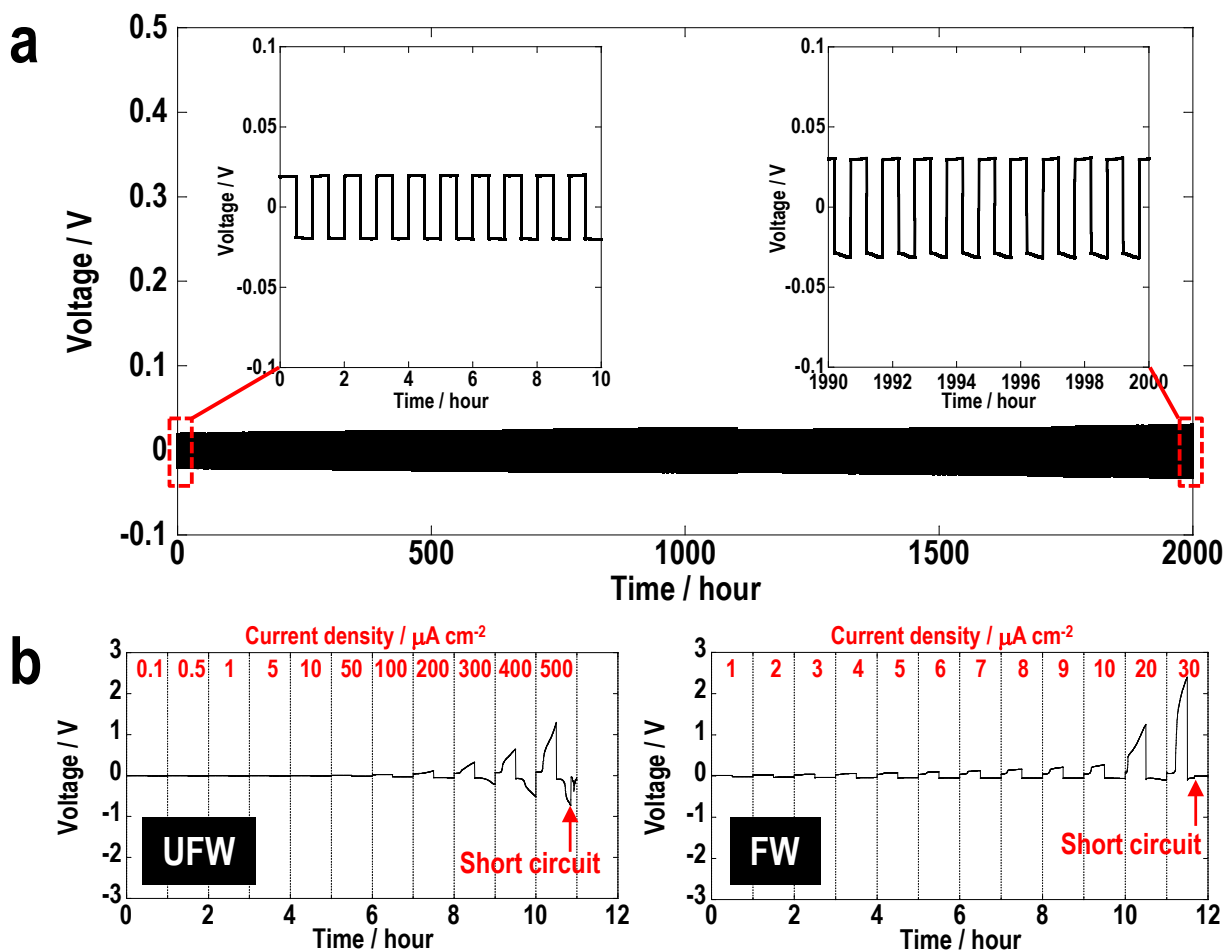 a
0.5
0.4
0.3
0.2
0.1
0
-0.1
Voltage / V
0 500 1000 1500 2000
Time / hour
0.1
0.05
0
-0.05
-0.1
Voltage / V
0 2 4 6 8 10
Time / hour
0.1
0.05
0
-0.05
-0.1
Voltage / V
1990 1992 1994 1996 1998 2000
Time / hour
b
Current density / μA cm-2
0.1 0.5 1 5 10 50 100 200 300 400 500
3
2
1
0
-1
-2
-3
Voltage / V
UFW
Short circuit
0 2 4 6 8 10 12
Time / hour
Current density / μA cm-2
1 2 3 4 5 6 7 8 9 10 20 30
3
2
1
0
-1
-2
-3
Voltage / V
FW
Short circuit
0 2 4 6 8 10 12
Time / hour